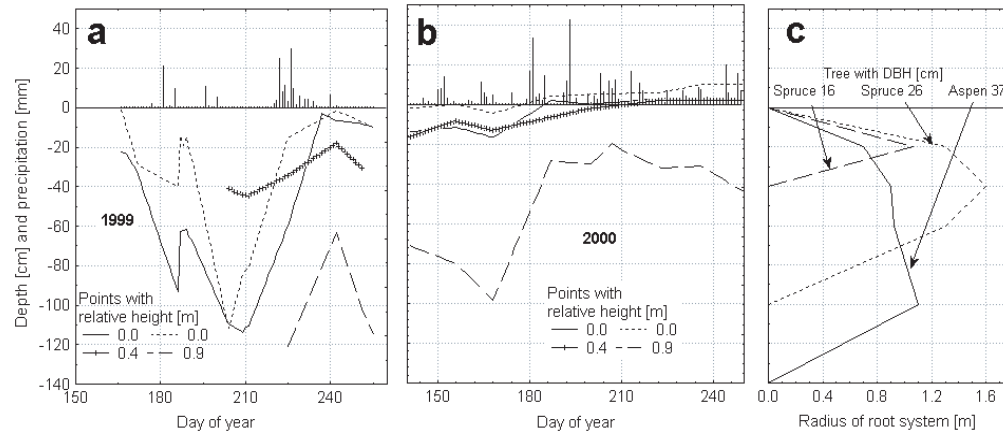 a
b
c
40
20
0
-20
-40
-60
-80
-100
-120
-140
Depth [cm] and precipitation [mm]
1999
Points with
relative height [m]
0.0 0.0
0.4 0.9
150 180 210 240
Day of year
2000
Points with
relative height [m]
0.0 0.0
0.4 0.9
150 180 210 240
Day of year
Tree with DBH [cm]
Spruce 16 Spruce 26 Aspen 37
0.0 0.4 0.8 1.2 1.6
Radius of root system [m]